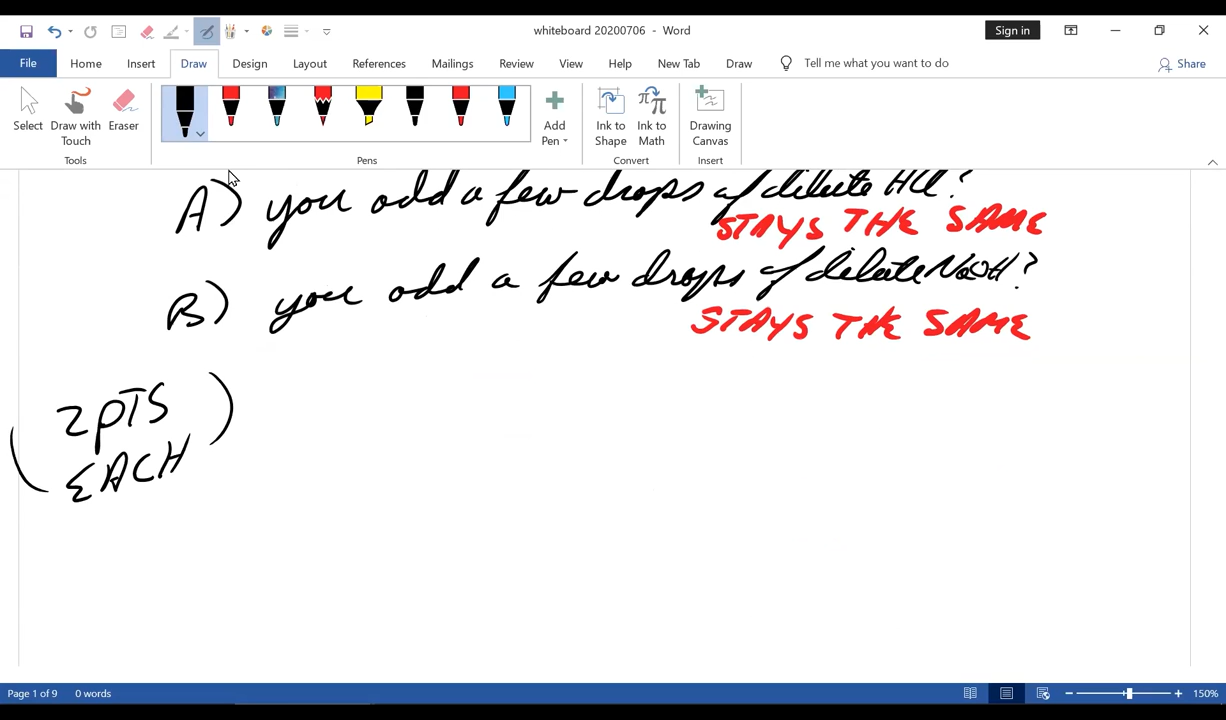 whiteboard 20200706 - Word
Sign in
File Home Insert Draw Design Layout References Mailings Review View Help New Tab Draw Tell me what you want to do Share
Select Draw with Touch Eraser Add Pen Ink to Shape Ink to Math Drawing Canvas
Tools Pens Convert Insert
A) you add a few drops of dilute HCl?
STAYS THE SAME
B) you add a few drops of dilute NaOH?
STAYS THE SAME
(2 pTS
EACH)
Page 1 of 9 0 words 150%